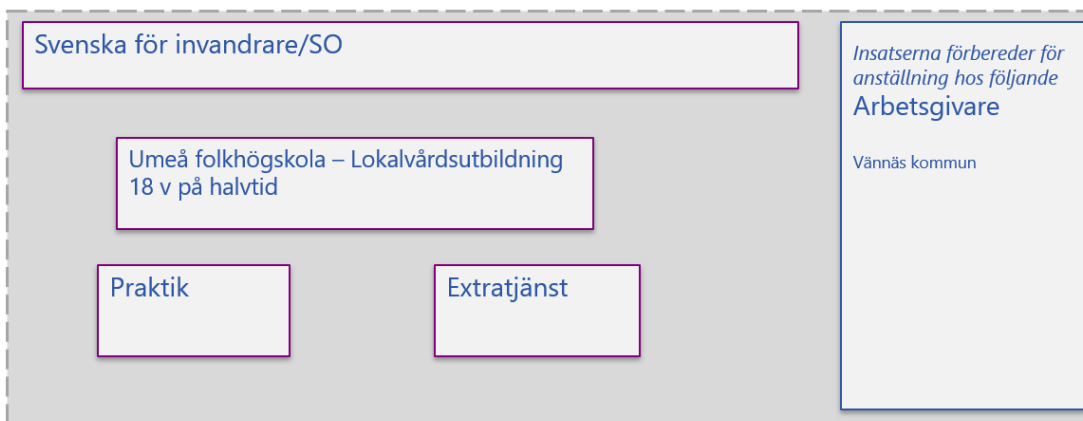 Svenska för invandrare/SO
Umeå folkhögskola – Lokalvårdsutbildning
18 v på halvtid
Praktik
Extratjänst
Insatserna förbereder för
anställning hos följande
Arbetsgivare
Vännäs kommun